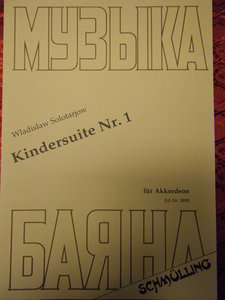 МУЗЫКА
Wladislaw Solotarjow
Kindersuite Nr. 1
für Akkordeon
БАЯНА
SCHMÜLLING